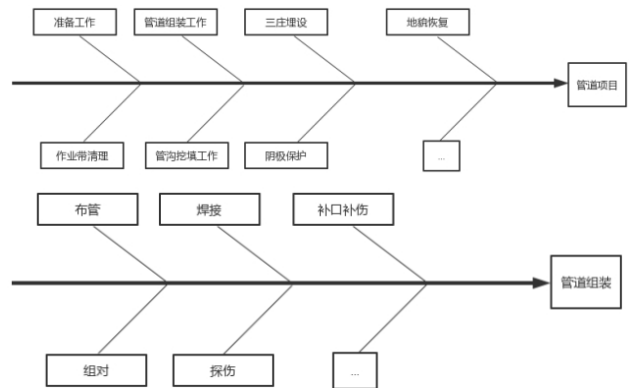 准备工作
管道组装工作
三庄埋设
地貌恢复
管道项目
作业带清理
管沟挖填工作
阴极保护
...
布管
焊接
补口补伤
管道组装
组对
探伤
...